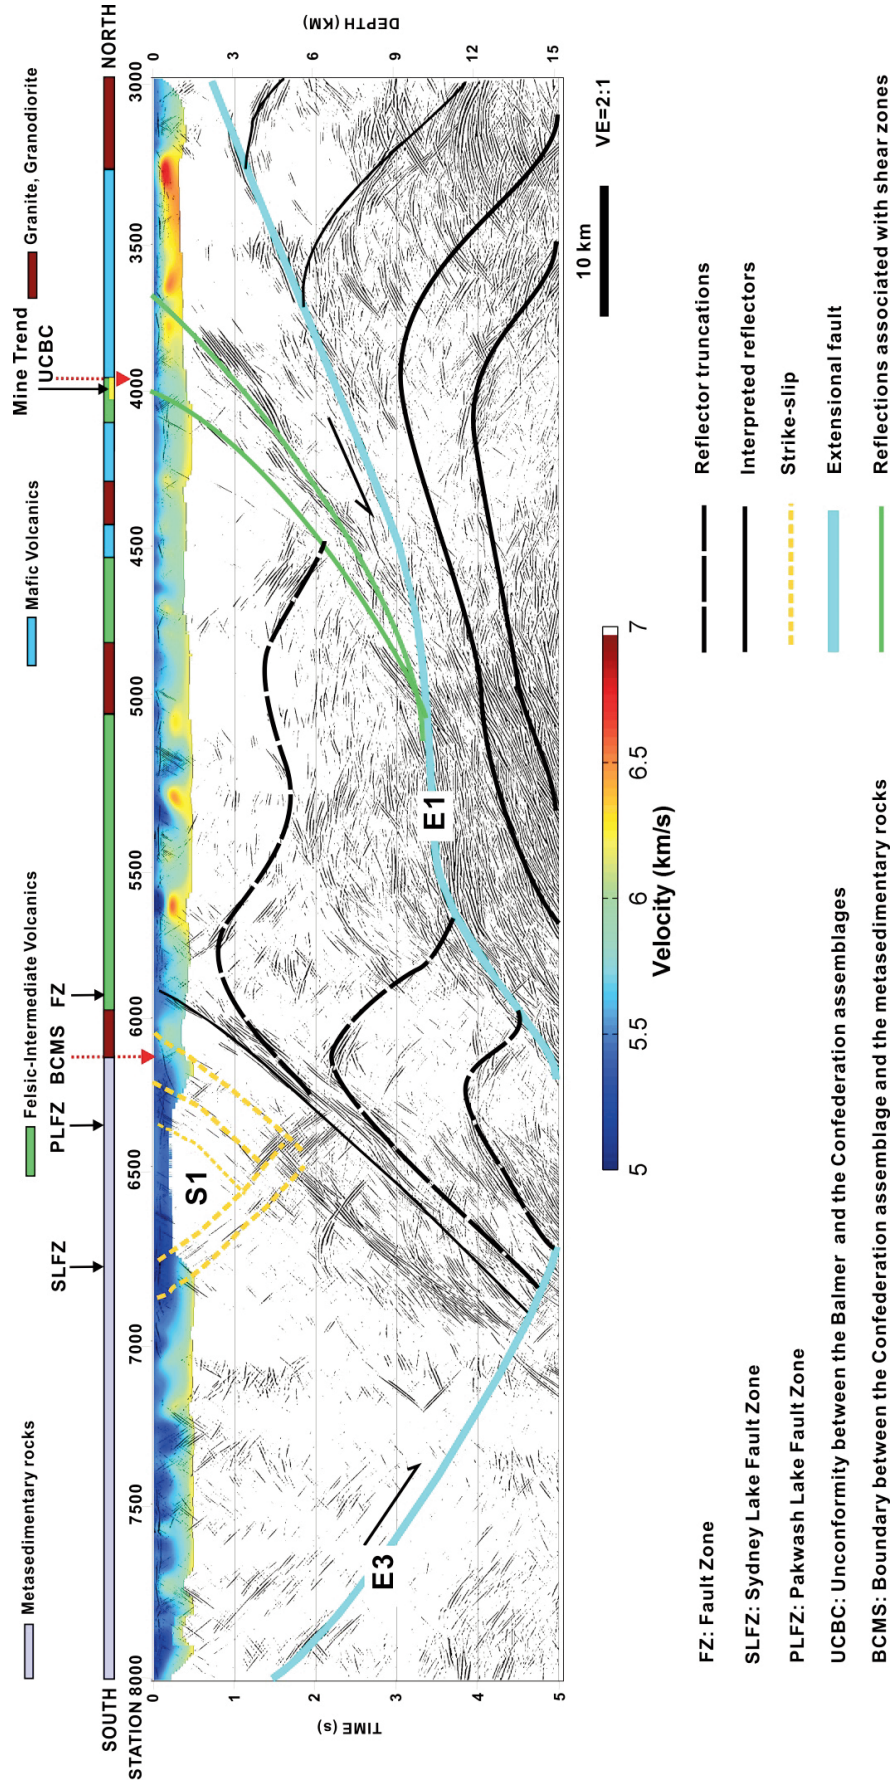 Metasedimentary rocks
Felsic-Intermediate Volcanics
Mafic Volcanics
Granite, Granodiorite
Mine Trend
UCBC
SLFZ
PLFZ
BCMS
FZ
SOUTH
NORTH
STATION
8000
7500
7000
6500
6000
5500
5000
4500
4000
3500
3000
TIME (s)
0
1
2
3
4
5
DEPTH (KM)
0
3
6
9
12
15
S1
E1
E3
10 km
VE=2:1
5
5.5
6
6.5
7
Velocity (km/s)
FZ: Fault Zone
SLFZ: Sydney Lake Fault Zone
PLFZ: Pakwash Lake Fault Zone
UCBC: Unconformity between the Balmer and the Confederation assemblages
BCMS: Boundary between the Confederation assemblage and the metasedimentary rocks
Reflector truncations
Interpreted reflectors
Strike-slip
Extensional fault
Reflections associated with shear zones